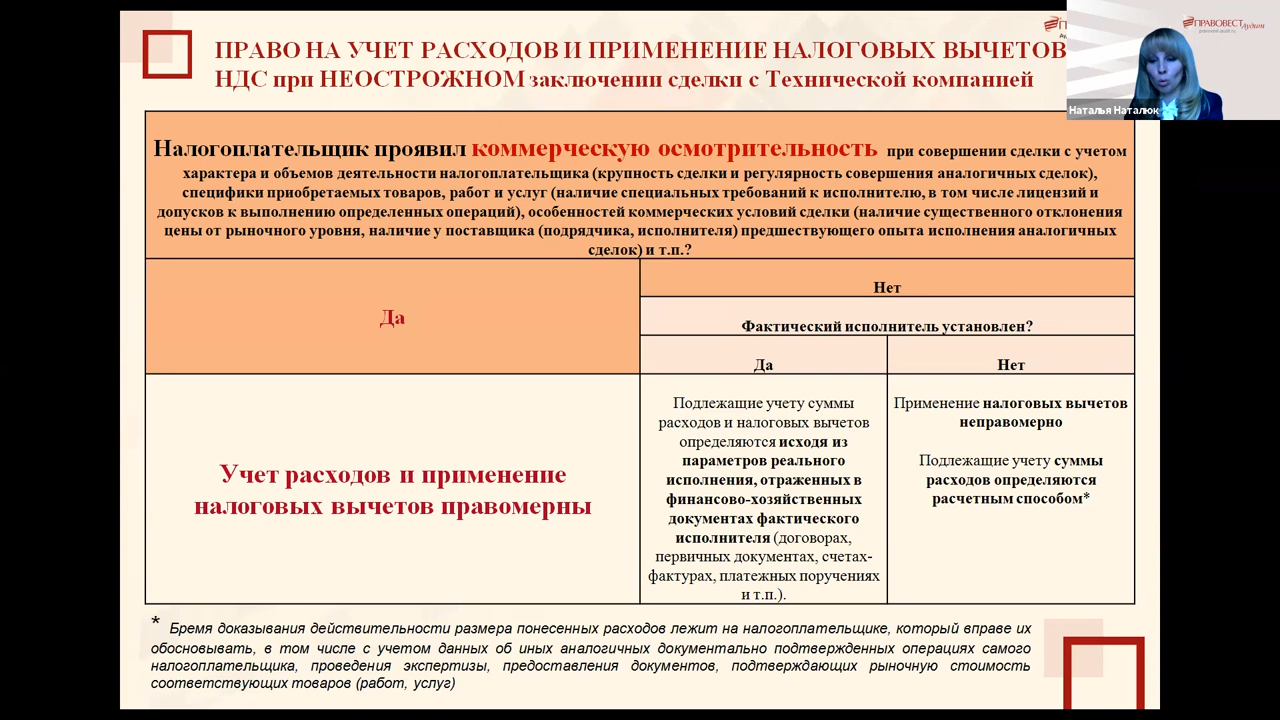 ПРАВО НА УЧЕТ РАСХОДОВ И ПРИМЕНЕНИЕ НАЛОГОВЫХ ВЫЧЕТОВ
НДС при НЕОСТРОЖНОМ заключении сделки с Технической компанией
ПРАВОВЕСТ Аудит
pravovest-audit.ru
Наталья Наталюк
Налогоплательщик проявил коммерческую осмотрительность при совершении сделки с учетом
характера и объемов деятельности налогоплательщика (крупность сделки и регулярность совершения аналогичных сделок),
специфики приобретаемых товаров, работ и услуг (наличие специальных требований к исполнителю, в том числе лицензий и
допусков к выполнению определенных операций), особенностей коммерческих условий сделки (наличие существенного отклонения
цены от рыночного уровня, наличие у поставщика (подрядчика, исполнителя) предшествующего опыта исполнения аналогичных
сделок) и т.п.?
Да
Нет
Фактический исполнитель установлен?
Да
Нет
Учет расходов и применение
налоговых вычетов правомерны
Подлежащие учету суммы
расходов и налоговых вычетов
определяются исходя из
параметров реального
исполнения, отраженных в
финансово-хозяйственных
документах фактического
исполнителя (договорах,
первичных документах, счетах-
фактурах, платежных поручениях
и т.п.).
Применение налоговых вычетов
неправомерно
Подлежащие учету суммы
расходов определяются
расчетным способом*
* Бремя доказывания действительности размера понесенных расходов лежит на налогоплательщике, который вправе их
обосновывать, в том числе с учетом данных об иных аналогичных документально подтвержденных операциях самого
налогоплательщика, проведения экспертизы, предоставления документов, подтверждающих рыночную стоимость
соответствующих товаров (работ, услуг)